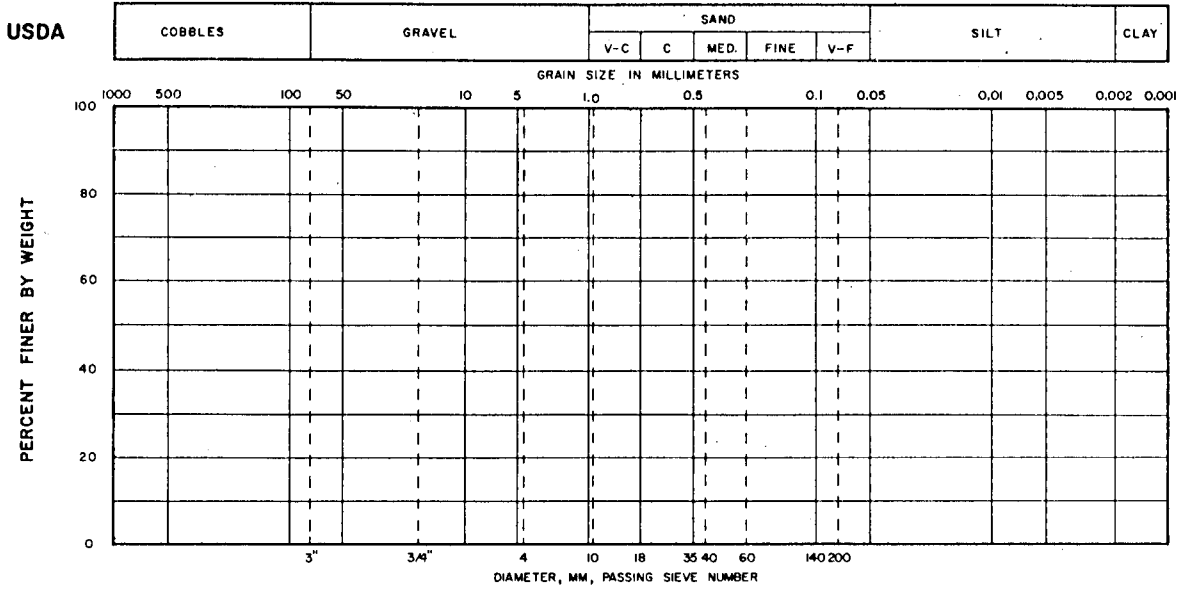 USDA
COBBLES GRAVEL SAND SILT CLAY
V-C C MED. FINE V-F
GRAIN SIZE IN MILLIMETERS
1000 500 100 50 10 5 1.0 0.5 0.1 0.05 0.01 0.005 0.002 0.001
PERCENT FINER BY WEIGHT
100
80
60
40
20
0
3" 3/4" 4 10 18 35 40 60 140 200
DIAMETER, MM, PASSING SIEVE NUMBER